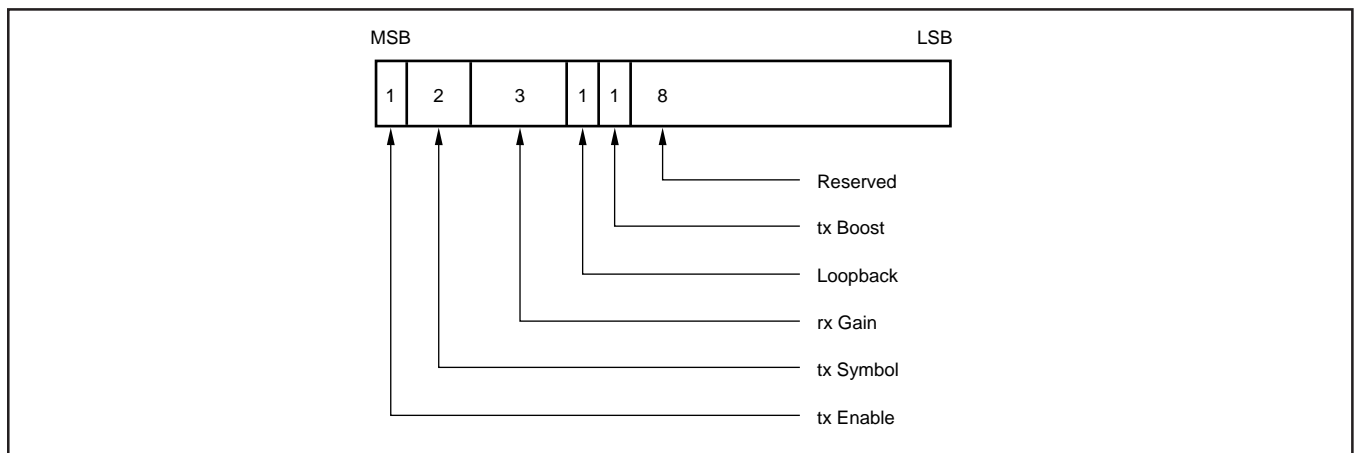 MSB LSB
1 2 3 1 1 8
Reserved
tx Boost
Loopback
rx Gain
tx Symbol
tx Enable